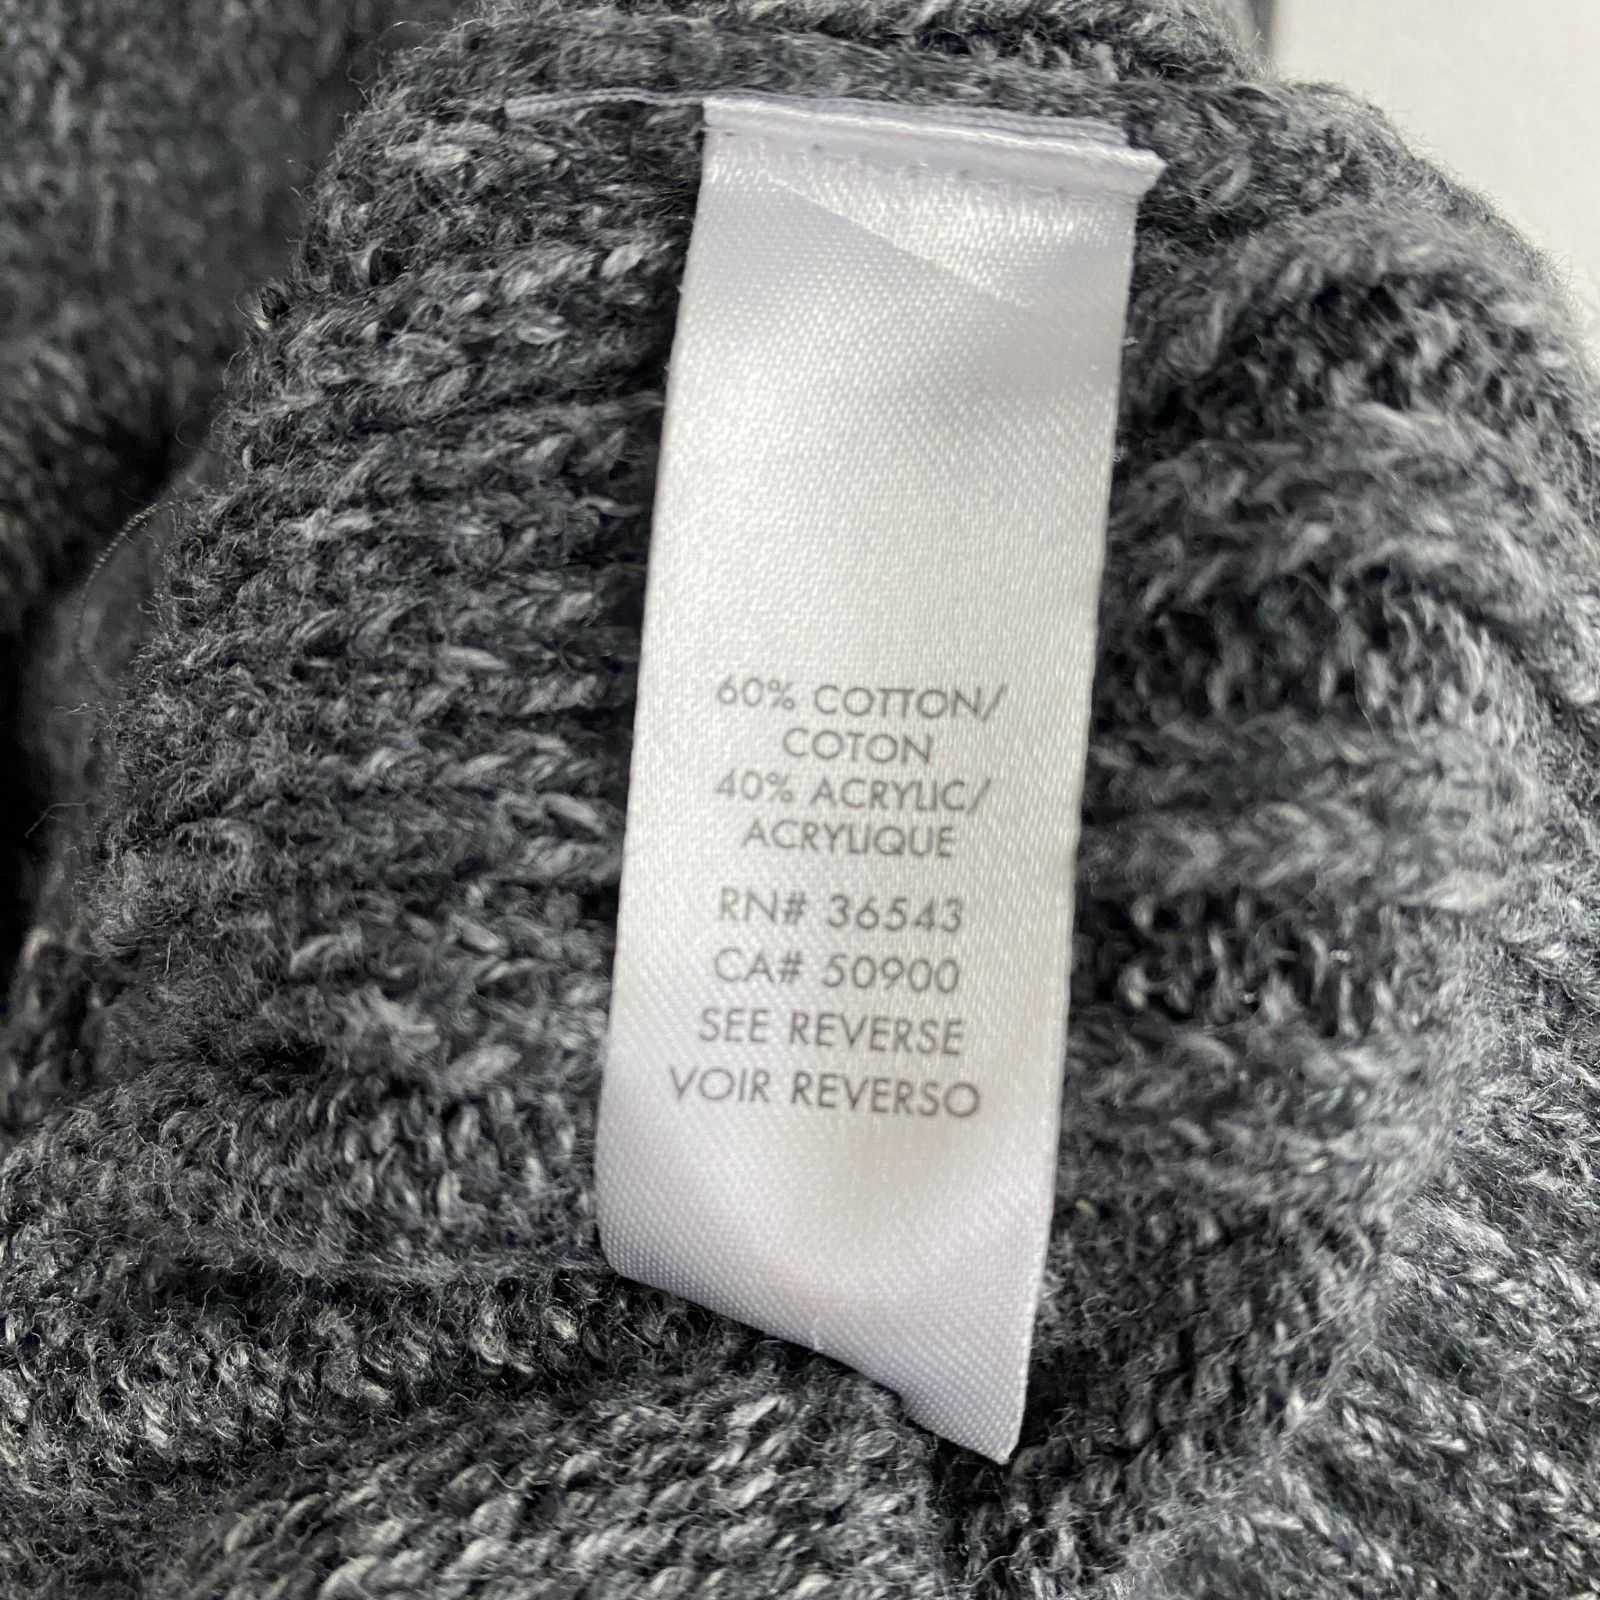 60% COTTON/
COTON
40% ACRYLIC/
ACRYLIQUE
RN# 36543
CA# 50900
SEE REVERSE
VOIR REVERSO